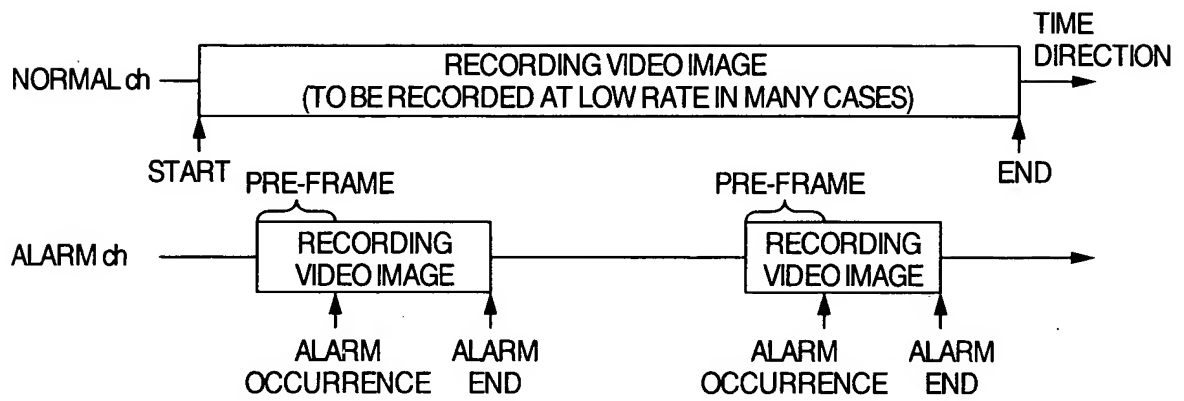 TIME
DIRECTION
NORMAL ch
RECORDING VIDEO IMAGE
(TO BE RECORDED AT LOW RATE IN MANY CASES)
START
END
PRE-FRAME
PRE-FRAME
ALARM ch
RECORDING
VIDEO IMAGE
RECORDING
VIDEO IMAGE
ALARM
OCCURRENCE
ALARM
END
ALARM
OCCURRENCE
ALARM
END